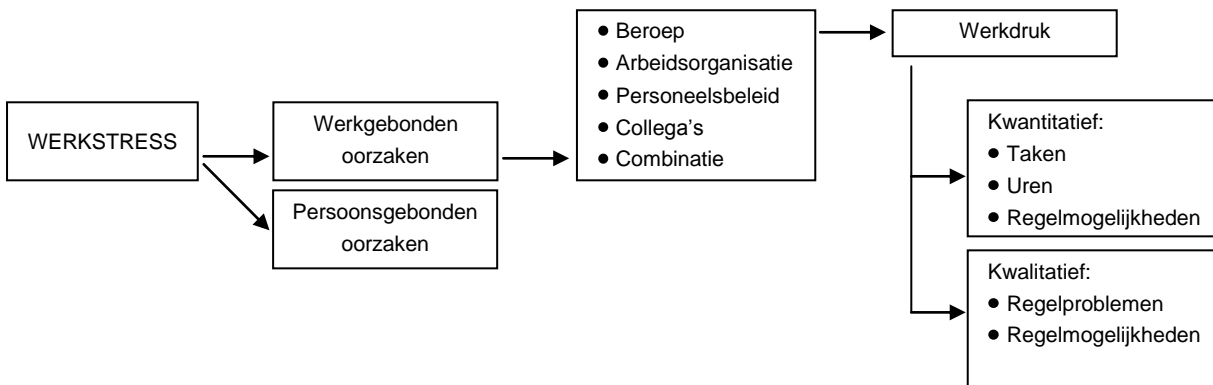 WERKSTRESS
Werkgebonden
oorzaken
Persoonsgebonden
oorzaken
● Beroep
● Arbeidsorganisatie
● Personeelsbeleid
● Collega's
● Combinatie
Werkdruk
Kwantitatief:
● Taken
● Uren
● Regelmogelijkheden
Kwalitatief:
● Regelproblemen
● Regelmogelijkheden